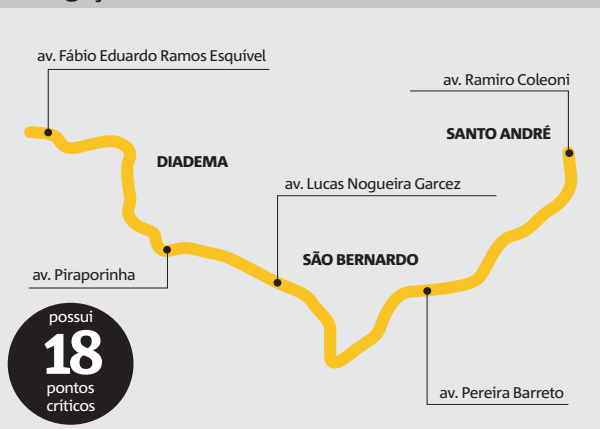 av. Fábio Eduardo Ramos Esquível
av. Ramiro Coleoni
SANTO ANDRÉ
DIADEMA
av. Lucas Nogueira Garcez
SÃO BERNARDO
av. Piraporinha
possui
18
pontos
críticos
av. Pereira Barreto